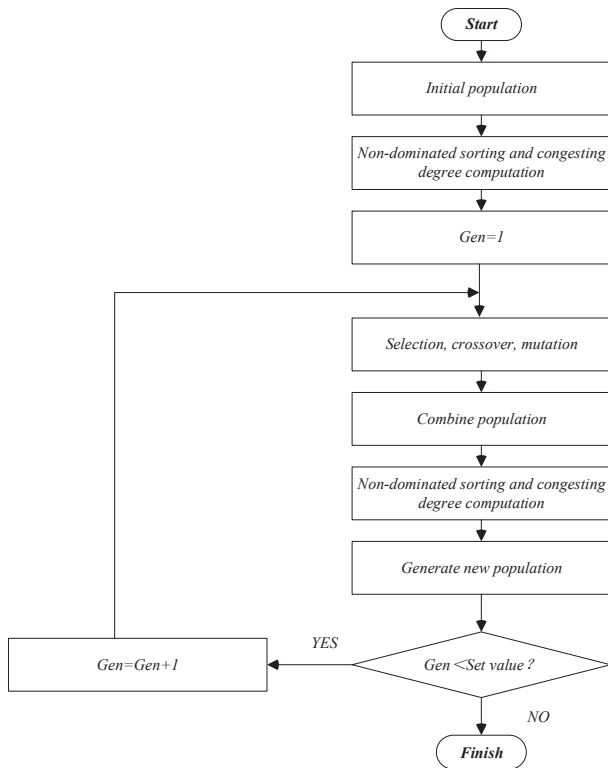 Start
Initial population
Non-dominated sorting and congesting
degree computation
Gen=1
Selection, crossover, mutation
Combine population
Non-dominated sorting and congesting
degree computation
Generate new population
YES
Gen=Gen+1
Gen<Set value?
NO
Finish